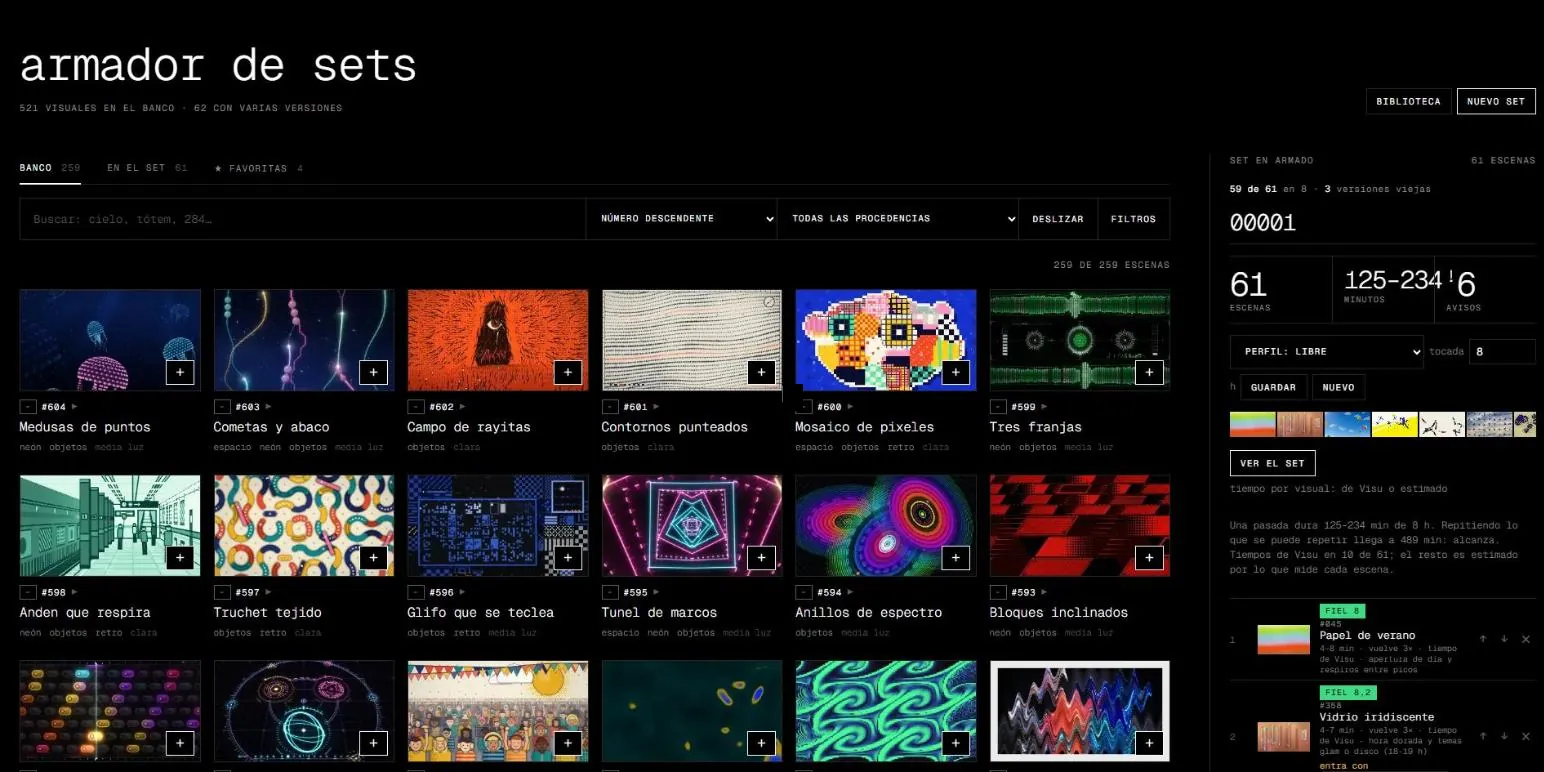 armador de sets
521 VISUALES EN EL BANCO · 62 CON VARIAS VERSIONES
BIBLIOTECA
NUEVO SET
BANCO 259
EN EL SET 61
★ FAVORITAS 4
Buscar: cielo, tótem, 284…
NÚMERO DESCENDENTE
TODAS LAS PROCEDENCIAS
DESLIZAR
FILTROS
259 DE 259 ESCENAS
#604
Medusas de puntos
neón objetos media luz
#603
Cometas y abaco
espacio neón objetos media luz
#602
Campo de rayitas
objetos clara
#601
Contornos punteados
objetos clara
#600
Mosaico de pixeles
espacio objetos retro clara
#599
Tres franjas
neón objetos media luz
#598
Anden que respira
neón objetos retro clara
#597
Truchet tejido
objetos retro clara
#596
Glifo que se teclea
objetos retro media luz
#595
Tunel de marcos
espacio neón objetos media luz
#594
Anillos de espectro
objetos media luz
#593
Bloques inclinados
neón objetos media luz
SET EN ARMADO
61 ESCENAS
59 de 61 en 8 · 3 versiones viejas
00001
61
ESCENAS
125-234
MINUTOS
6
AVISOS
PERFIL: LIBRE
tocada 8
h
GUARDAR
NUEVO
VER EL SET
tiempo por visual: de Visu o estimado
Una pasada dura 125-234 min de 8 h. Repitiendo lo
que se puede repetir llega a 489 min: alcanza.
Tiempos de Visu en 10 de 61; el resto es estimado
por lo que mide cada escena.
1
FIEL 8
#045
Papel de verano
4-8 min · vuelve 3× · tiempo
de Visu · apertura de día y
respiros entre picos
2
FIEL 8,2
#358
Vidrio iridiscente
4-7 min · vuelve 3× · tiempo
de Visu · hora dorada y temas
glam o disco (18-19 h)
entra con